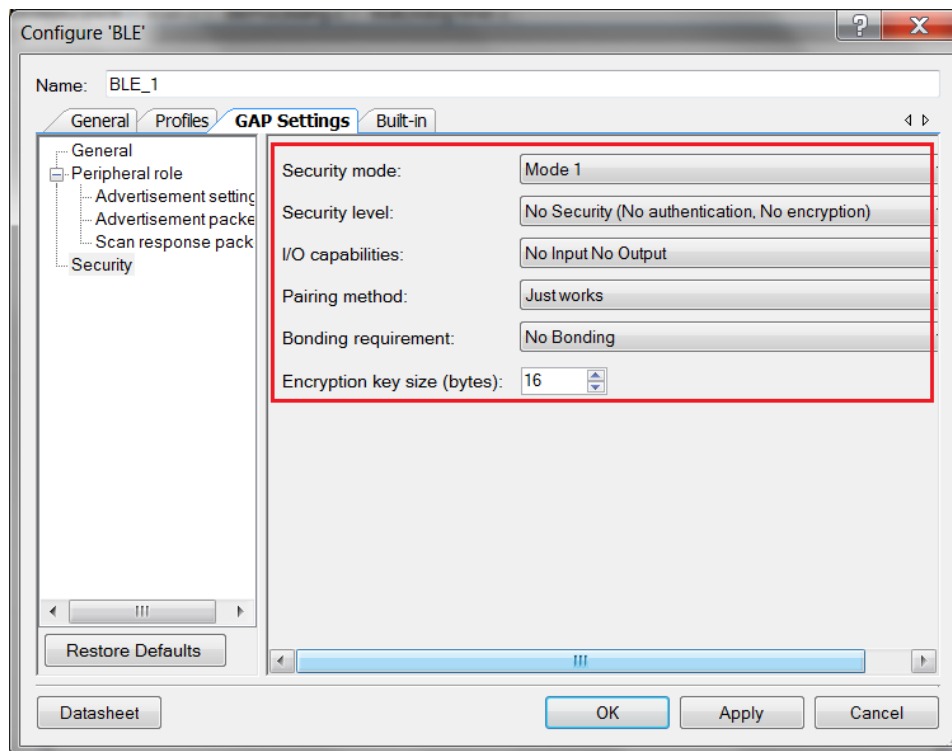 Configure 'BLE'
Name: BLE_1
General Profiles GAP Settings Built-in
General
Peripheral role
Advertisement setting
Advertisement packe
Scan response pack
Security
Security mode: Mode 1
Security level: No Security (No authentication, No encryption)
I/O capabilities: No Input No Output
Pairing method: Just works
Bonding requirement: No Bonding
Encryption key size (bytes): 16
Restore Defaults
Datasheet OK Apply Cancel